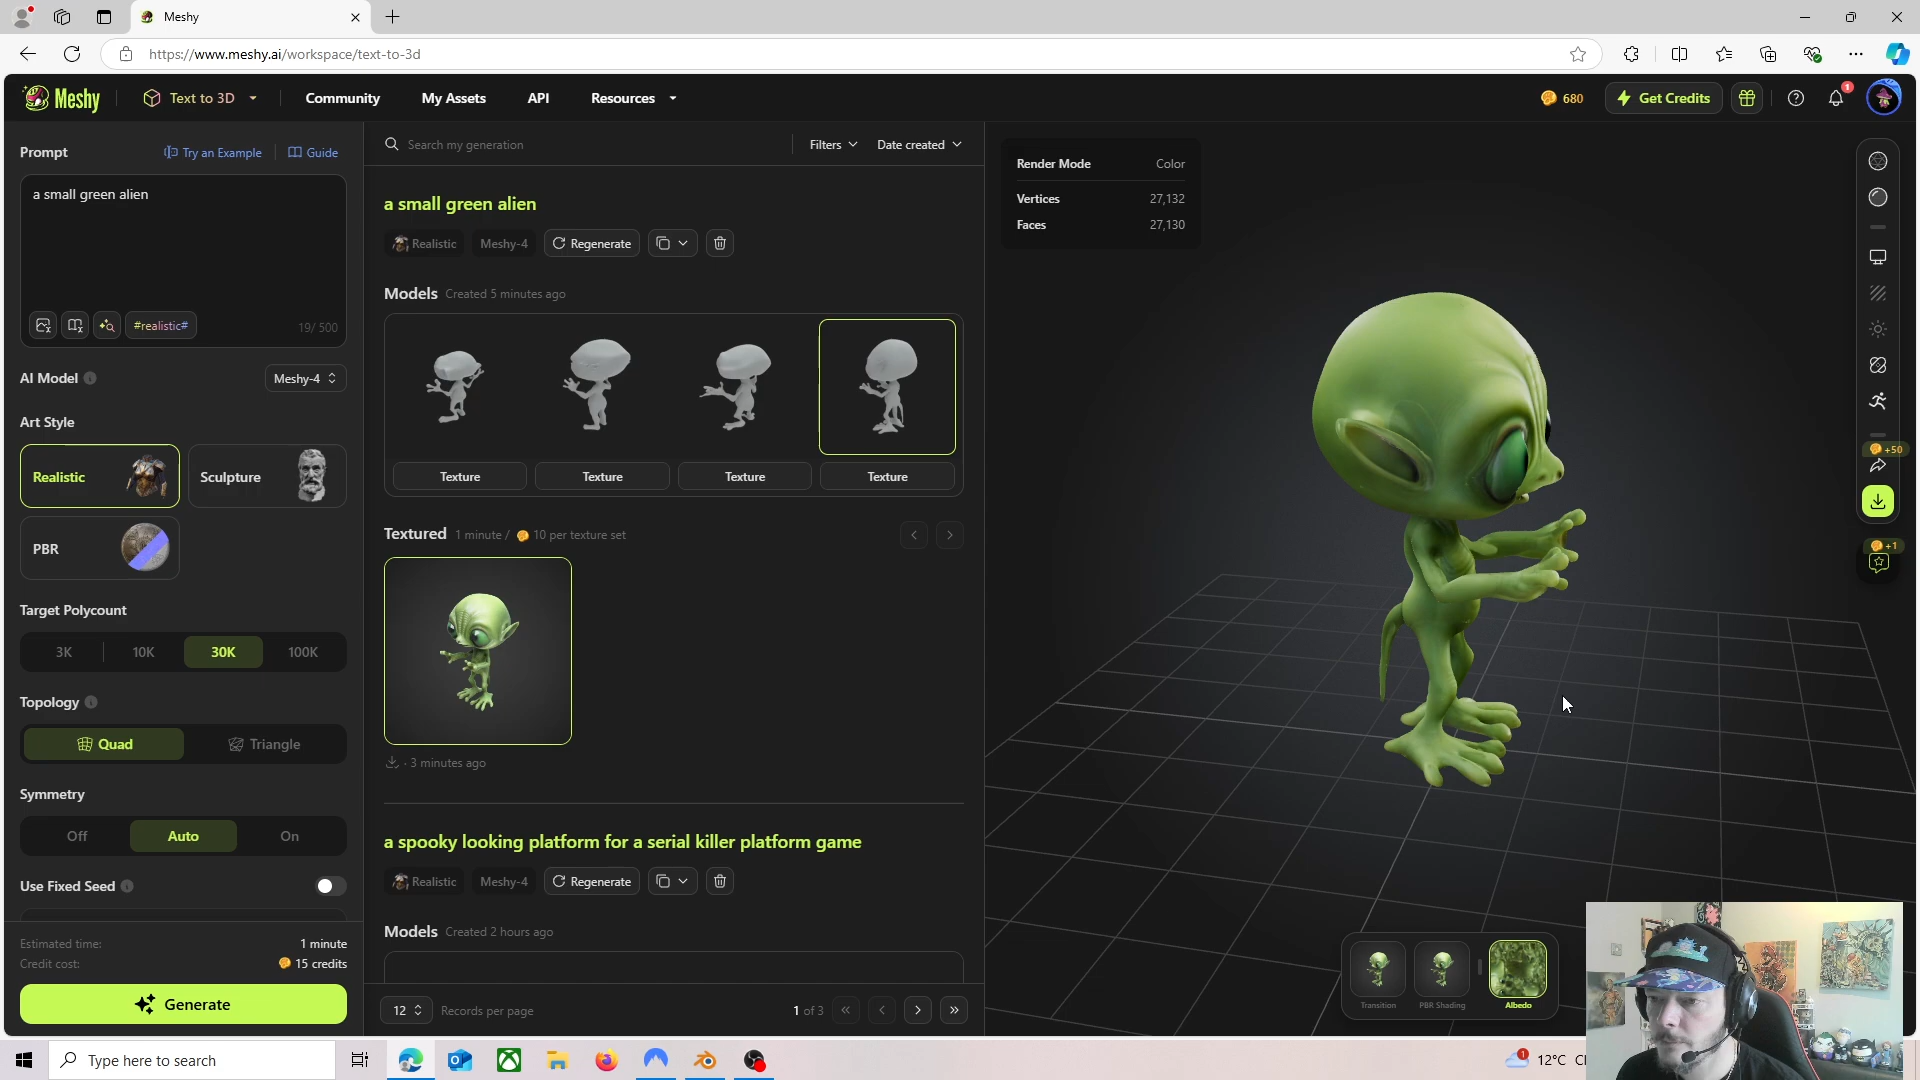 Meshy
https://www.meshy.ai/workspace/text-to-3d
Meshy
Text to 3D
Community
My Assets
API
Resources
680
Get Credits
1
Prompt
Try an Example
Guide
a small green alien
#realistic#
19/ 500
AI Model
Meshy-4
Art Style
Realistic
Sculpture
PBR
Target Polycount
3K
10K
30K
100K
Topology
Quad
Triangle
Symmetry
Off
Auto
On
Use Fixed Seed
Estimated time:
1 minute
Credit cost:
15 credits
Generate
Search my generation
Filters
Date created
a small green alien
Realistic
Meshy-4
Regenerate
Models Created 5 minutes ago
Texture
Texture
Texture
Texture
Textured 1 minute / 10 per texture set
· 3 minutes ago
a spooky looking platform for a serial killer platform game
Realistic
Meshy-4
Regenerate
Models Created 2 hours ago
12
Records per page
1 of 3
Render Mode
Color
Vertices
27,132
Faces
27,130
+50
+1
Transition
PBR Shading
Albedo
Type here to search
1
12°C